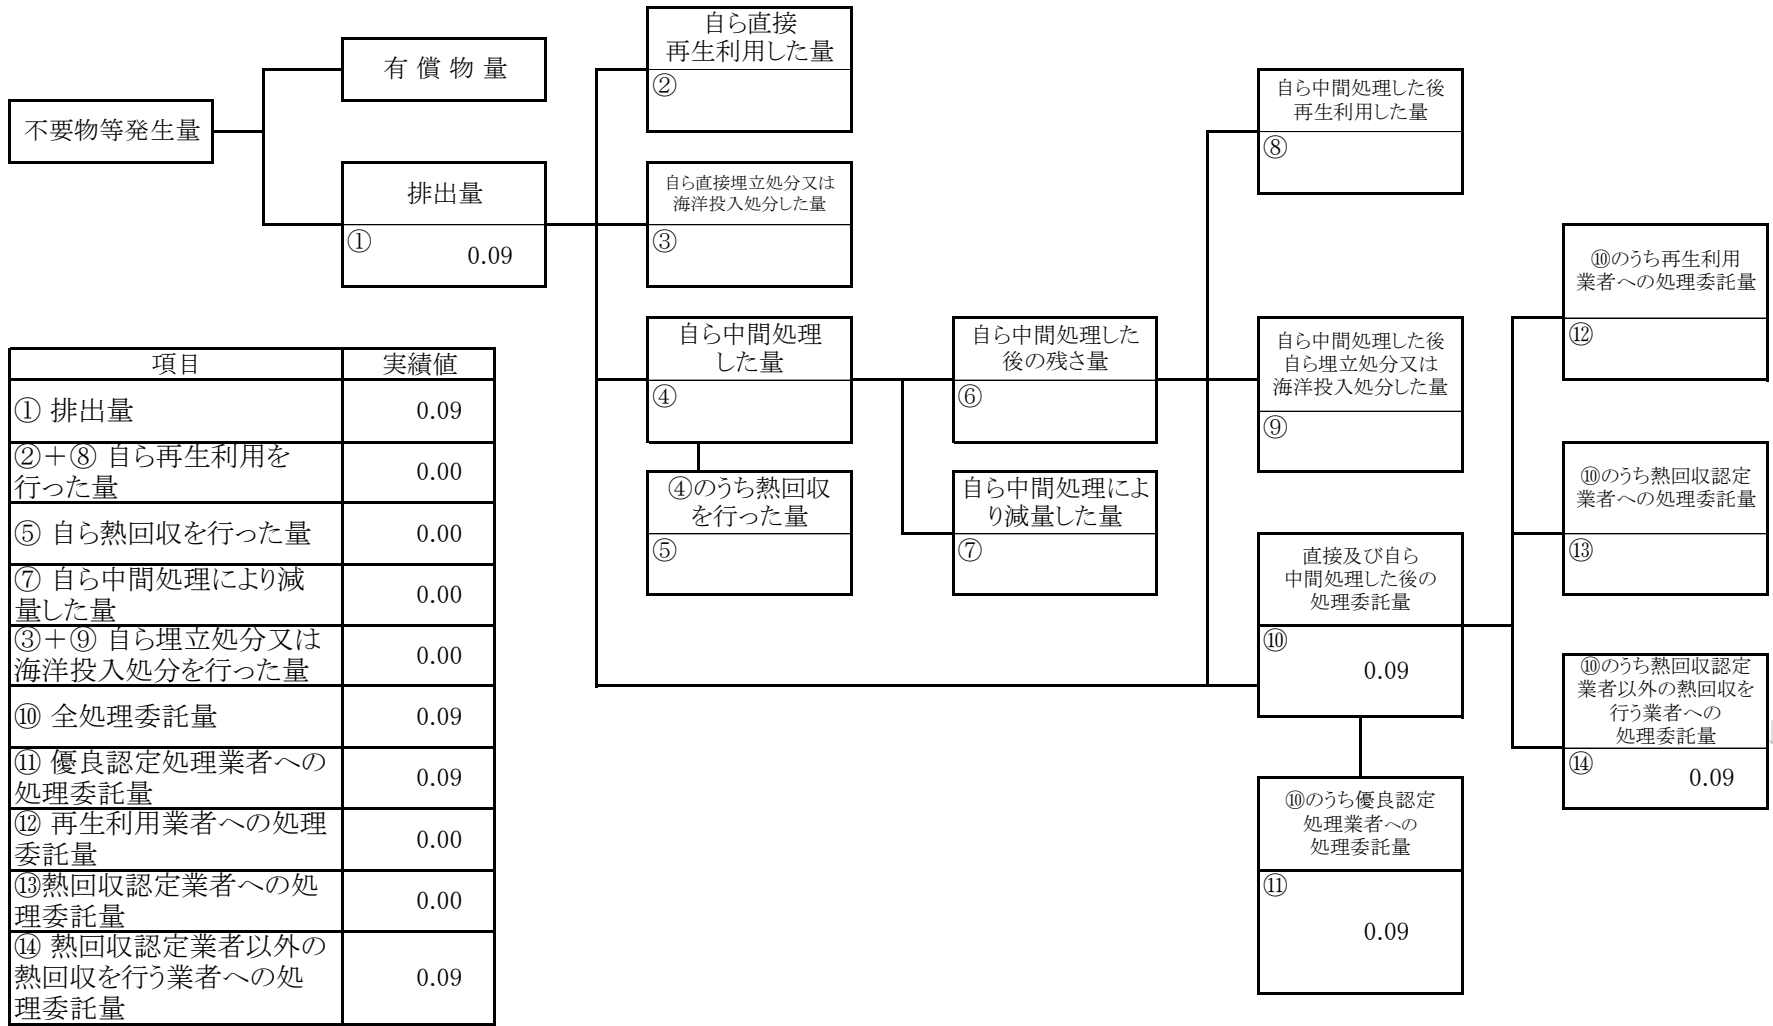 不要物等発生量
有 償 物 量
排出量
①
0.09
自ら直接
再生利用した量
②
自ら直接埋立処分又は
海洋投入処分した量
③
自ら中間処理
した量
④
④のうち熱回収
を行った量
⑤
自ら中間処理した
後の残さ量
⑥
自ら中間処理によ
り減量した量
⑦
自ら中間処理した後
再生利用した量
⑧
自ら中間処理した後
自ら埋立処分又は
海洋投入処分した量
⑨
直接及び自ら
中間処理した後の
処理委託量
⑩
0.09
⑩のうち優良認定
処理業者への
処理委託量
⑪
0.09
⑩のうち再生利用
業者への処理委託量
⑫
⑩のうち熱回収認定
業者への処理委託量
⑬
⑩のうち熱回収認定
業者以外の熱回収を
行う業者への
処理委託量
⑭
0.09
項目 実績値
① 排出量 0.09
②+⑧ 自ら再生利用を
行った量 0.00
⑤ 自ら熱回収を行った量 0.00
⑦ 自ら中間処理により減
量した量 0.00
③+⑨ 自ら埋立処分又は
海洋投入処分を行った量 0.00
⑩ 全処理委託量 0.09
⑪ 優良認定処理業者への
処理委託量 0.09
⑫ 再生利用業者への処理
委託量 0.00
⑬熱回収認定業者への処
理委託量 0.00
⑭ 熱回収認定業者以外の
熱回収を行う業者への処
理委託量 0.09